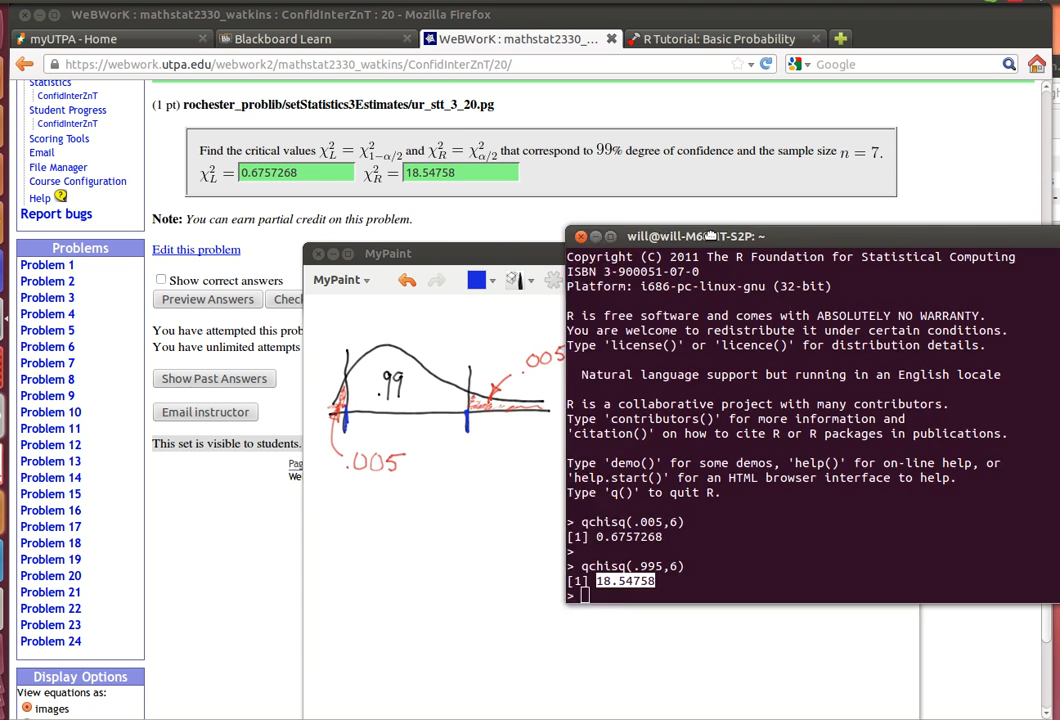 WeBWorK : mathstat2330_watkins : ConfidInterZnT : 20 - Mozilla Firefox
myUTPA - Home
Blackboard Learn
WeBWorK : mathstat2330_...
R Tutorial: Basic Probability
https://webwork.utpa.edu/webwork2/mathstat2330_watkins/ConfidInterZnT/20/
Google
Statistics
ConfidInterZnT
Student Progress
ConfidInterZnT
Scoring Tools
Email
File Manager
Course Configuration
Help
Report bugs
Problems
Problem 1
Problem 2
Problem 3
Problem 4
Problem 5
Problem 6
Problem 7
Problem 8
Problem 9
Problem 10
Problem 11
Problem 12
Problem 13
Problem 14
Problem 15
Problem 16
Problem 17
Problem 18
Problem 19
Problem 20
Problem 21
Problem 22
Problem 23
Problem 24
Display Options
View equations as:
images
(1 pt) rochester_problib/setStatistics3Estimates/ur_stt_3_20.pg
Find the critical values χ²_L = χ²_{1−α/2} and χ²_R = χ²_{α/2} that correspond to 99% degree of confidence and the sample size n = 7.
χ²_L = 0.6757268 χ²_R = 18.54758
Note: You can earn partial credit on this problem.
Edit this problem
Show correct answers
Preview Answers
Chec
You have attempted this prob
You have unlimited attempts
Show Past Answers
Email instructor
This set is visible to students.
Pag
We
MyPaint
MyPaint
.99
.005
.005
will@will-M6
T-S2P: ~
Copyright (C) 2011 The R Foundation for Statistical Computing
ISBN 3-900051-07-0
Platform: i686-pc-linux-gnu (32-bit)
R is free software and comes with ABSOLUTELY NO WARRANTY.
You are welcome to redistribute it under certain conditions.
Type 'license()' or 'licence()' for distribution details.
Natural language support but running in an English locale
R is a collaborative project with many contributors.
Type 'contributors()' for more information and
'citation()' on how to cite R or R packages in publications.
Type 'demo()' for some demos, 'help()' for on-line help, or
'help.start()' for an HTML browser interface to help.
Type 'q()' to quit R.
> qchisq(.005,6)
[1] 0.6757268
>
> qchisq(.995,6)
[1] 18.54758
>